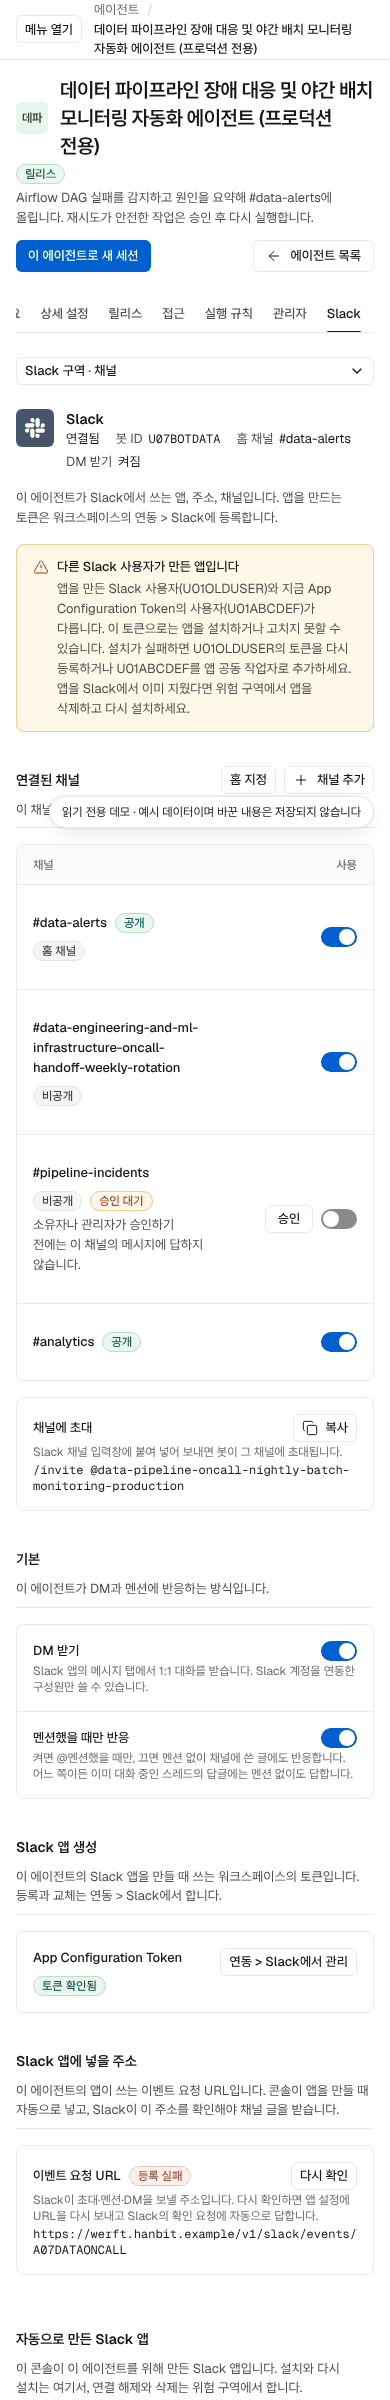 메뉴 열기
에이전트 /
데이터 파이프라인 장애 대응 및 야간 배치 모니터링
자동화 에이전트 (프로덕션 전용)
데파
데이터 파이프라인 장애 대응 및 야간 배치
모니터링 자동화 에이전트 (프로덕션
전용)
릴리스
Airflow DAG 실패를 감지하고 원인을 요약해 #data-alerts에
올립니다. 재시도가 안전한 작업은 승인 후 다시 실행합니다.
이 에이전트로 새 세션
에이전트 목록
상세 설정 릴리스 접근 실행 규칙 관리자 Slack
Slack 구역 · 채널
Slack
연결됨 봇 ID U07BOTDATA 홈 채널 #data-alerts
DM 받기 켜짐
이 에이전트가 Slack에서 쓰는 앱, 주소, 채널입니다. 앱을 만드는
토큰은 워크스페이스의 연동 > Slack에 등록합니다.
다른 Slack 사용자가 만든 앱입니다
앱을 만든 Slack 사용자(U01OLDUSER)와 지금 App
Configuration Token의 사용자(U01ABCDEF)가
다릅니다. 이 토큰으로는 앱을 설치하거나 고치지 못할 수
있습니다. 설치가 실패하면 U01OLDUSER의 토큰을 다시
등록하거나 U01ABCDEF를 앱 공동 작업자로 추가하세요.
앱을 Slack에서 이미 지웠다면 위험 구역에서 앱을
삭제하고 다시 설치하세요.
연결된 채널
홈 지정
채널 추가
이 채널
읽기 전용 데모 · 예시 데이터이며 바꾼 내용은 저장되지 않습니다
채널 사용
#data-alerts 공개
홈 채널
#data-engineering-and-ml-
infrastructure-oncall-
handoff-weekly-rotation
비공개
#pipeline-incidents
비공개 승인 대기
소유자나 관리자가 승인하기
전에는 이 채널의 메시지에 답하지
않습니다.
승인
#analytics 공개
채널에 초대
복사
Slack 채널 입력창에 붙여 넣어 보내면 봇이 그 채널에 초대됩니다.
/invite @data-pipeline-oncall-nightly-batch-
monitoring-production
기본
이 에이전트가 DM과 멘션에 반응하는 방식입니다.
DM 받기
Slack 앱의 메시지 탭에서 1:1 대화를 받습니다. Slack 계정을 연동한
구성원만 쓸 수 있습니다.
멘션했을 때만 반응
켜면 @멘션했을 때만, 끄면 멘션 없이 채널에 쓴 글에도 반응합니다.
어느 쪽이든 이미 대화 중인 스레드의 답글에는 멘션 없이도 답합니다.
Slack 앱 생성
이 에이전트의 Slack 앱을 만들 때 쓰는 워크스페이스의 토큰입니다.
등록과 교체는 연동 > Slack에서 합니다.
App Configuration Token
토큰 확인됨
연동 > Slack에서 관리
Slack 앱에 넣을 주소
이 에이전트의 앱이 쓰는 이벤트 요청 URL입니다. 콘솔이 앱을 만들 때
자동으로 넣고, Slack이 이 주소를 확인해야 채널 글을 받습니다.
이벤트 요청 URL 등록 실패
다시 확인
Slack이 초대·멘션·DM을 보낼 주소입니다. 다시 확인하면 앱 설정에
URL을 다시 보내고 Slack의 확인 요청에 자동으로 답합니다.
https://werft.hanbit.example/v1/slack/events/
A07DATAONCALL
자동으로 만든 Slack 앱
이 콘솔이 이 에이전트를 위해 만든 Slack 앱입니다. 설치와 다시
설치는 여기서, 연결 해제와 삭제는 위험 구역에서 합니다.